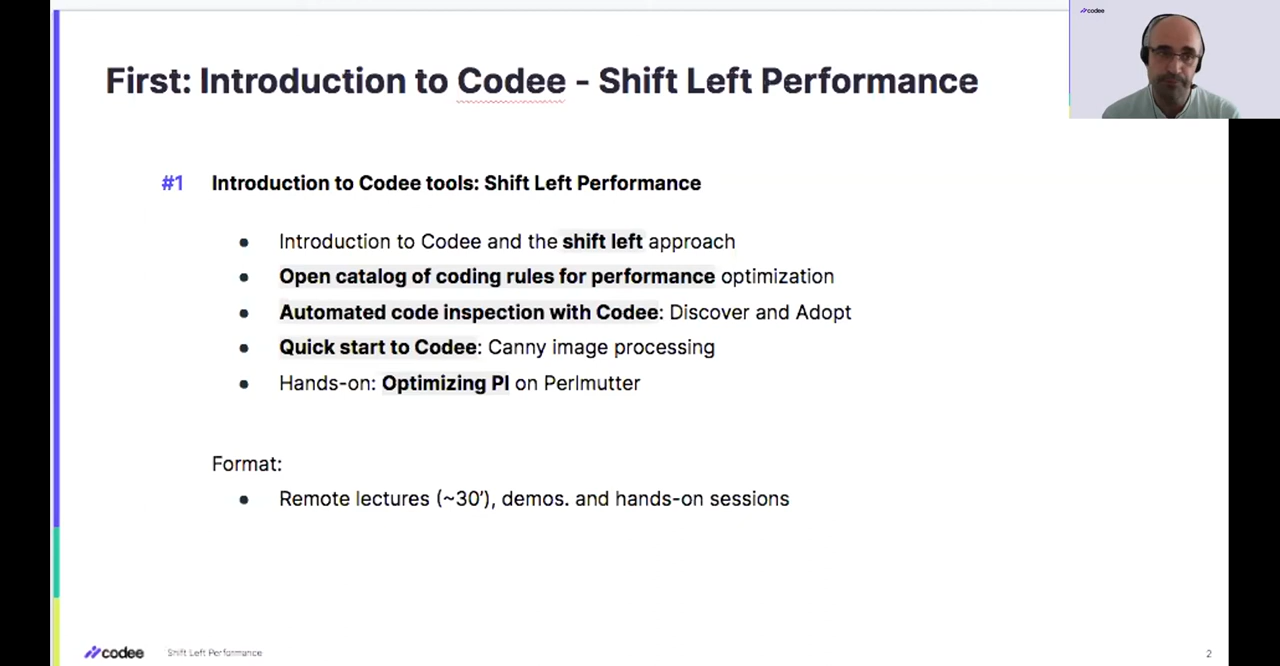 First: Introduction to Codee - Shift Left Performance
codee
#1 Introduction to Codee tools: Shift Left Performance
Introduction to Codee and the shift left approach
Open catalog of coding rules for performance optimization
Automated code inspection with Codee: Discover and Adopt
Quick start to Codee: Canny image processing
Hands-on: Optimizing PI on Perlmutter
Format:
Remote lectures (~30’), demos. and hands-on sessions
codee Shift Left Performance 2